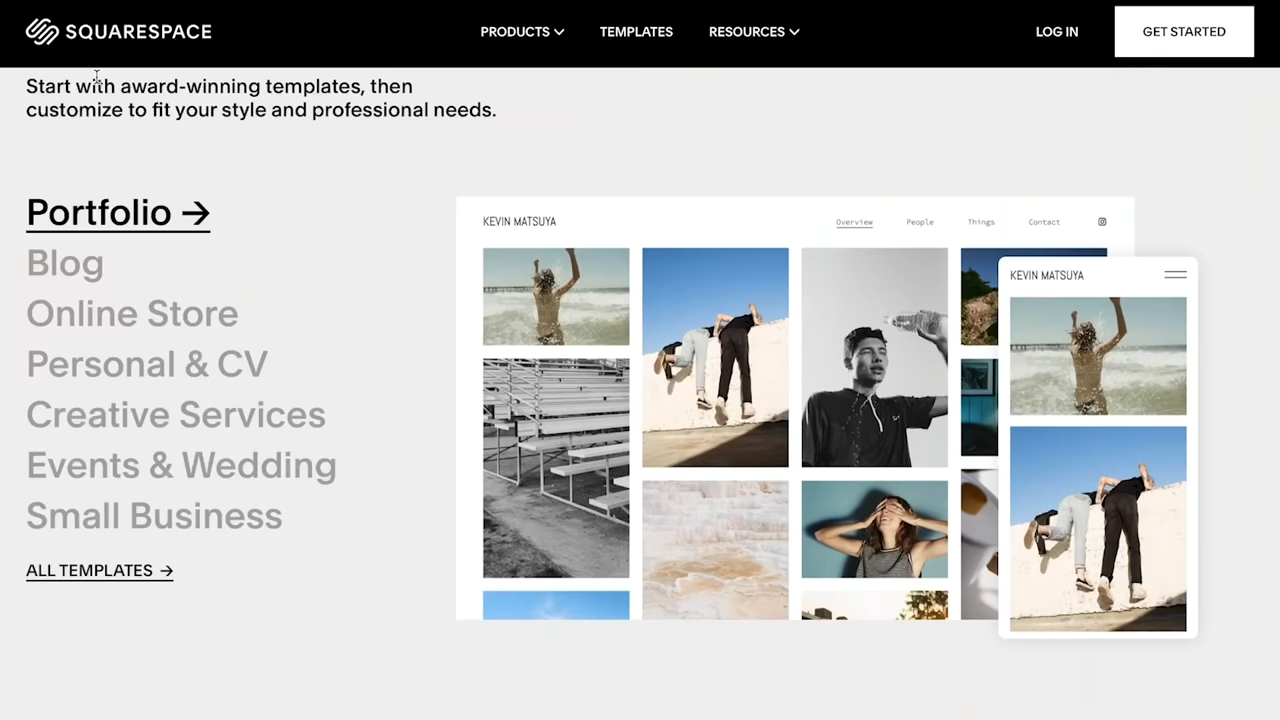 SQUARESPACE
PRODUCTS
TEMPLATES
RESOURCES
LOG IN
GET STARTED
Start with award-winning templates, then
customize to fit your style and professional needs.
Portfolio →
Blog
Online Store
Personal & CV
Creative Services
Events & Wedding
Small Business
ALL TEMPLATES →
KEVIN MATSUYA
Overview
People
Things
Contact
KEVIN MATSUYA